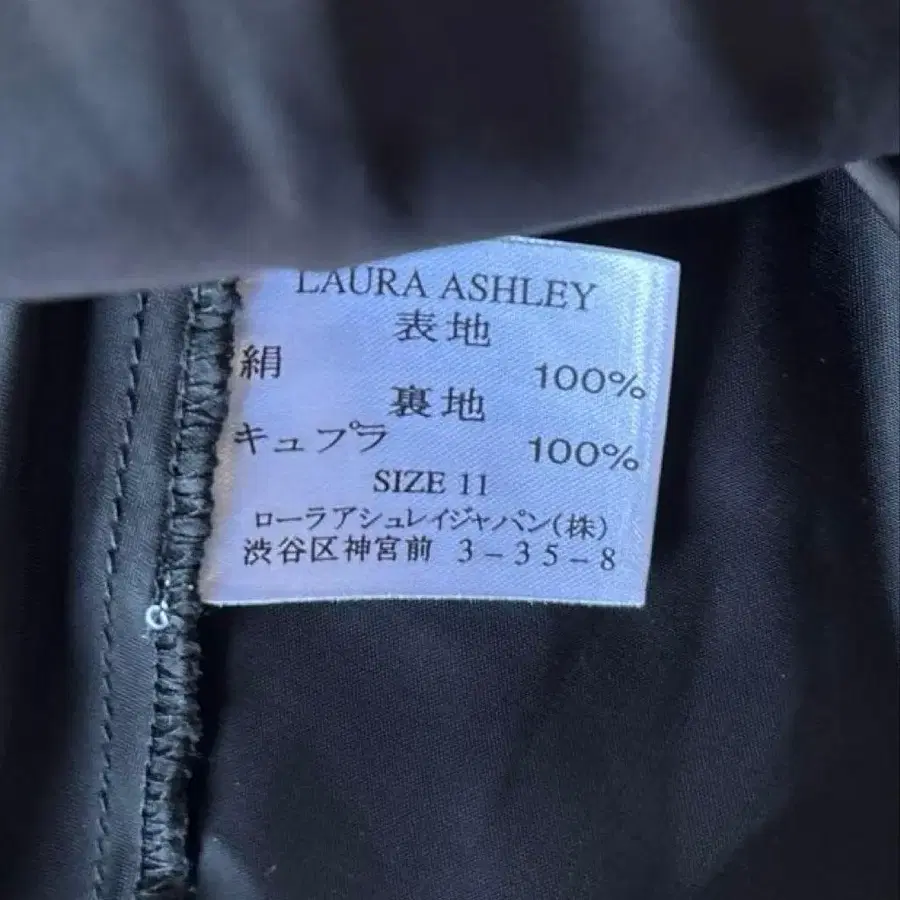 LAURA ASHLEY
表地
絹 100%
裏地
キュプラ 100%
SIZE 11
ローラアシュレイジャパン(株)
渋谷区神宮前 3-35-8